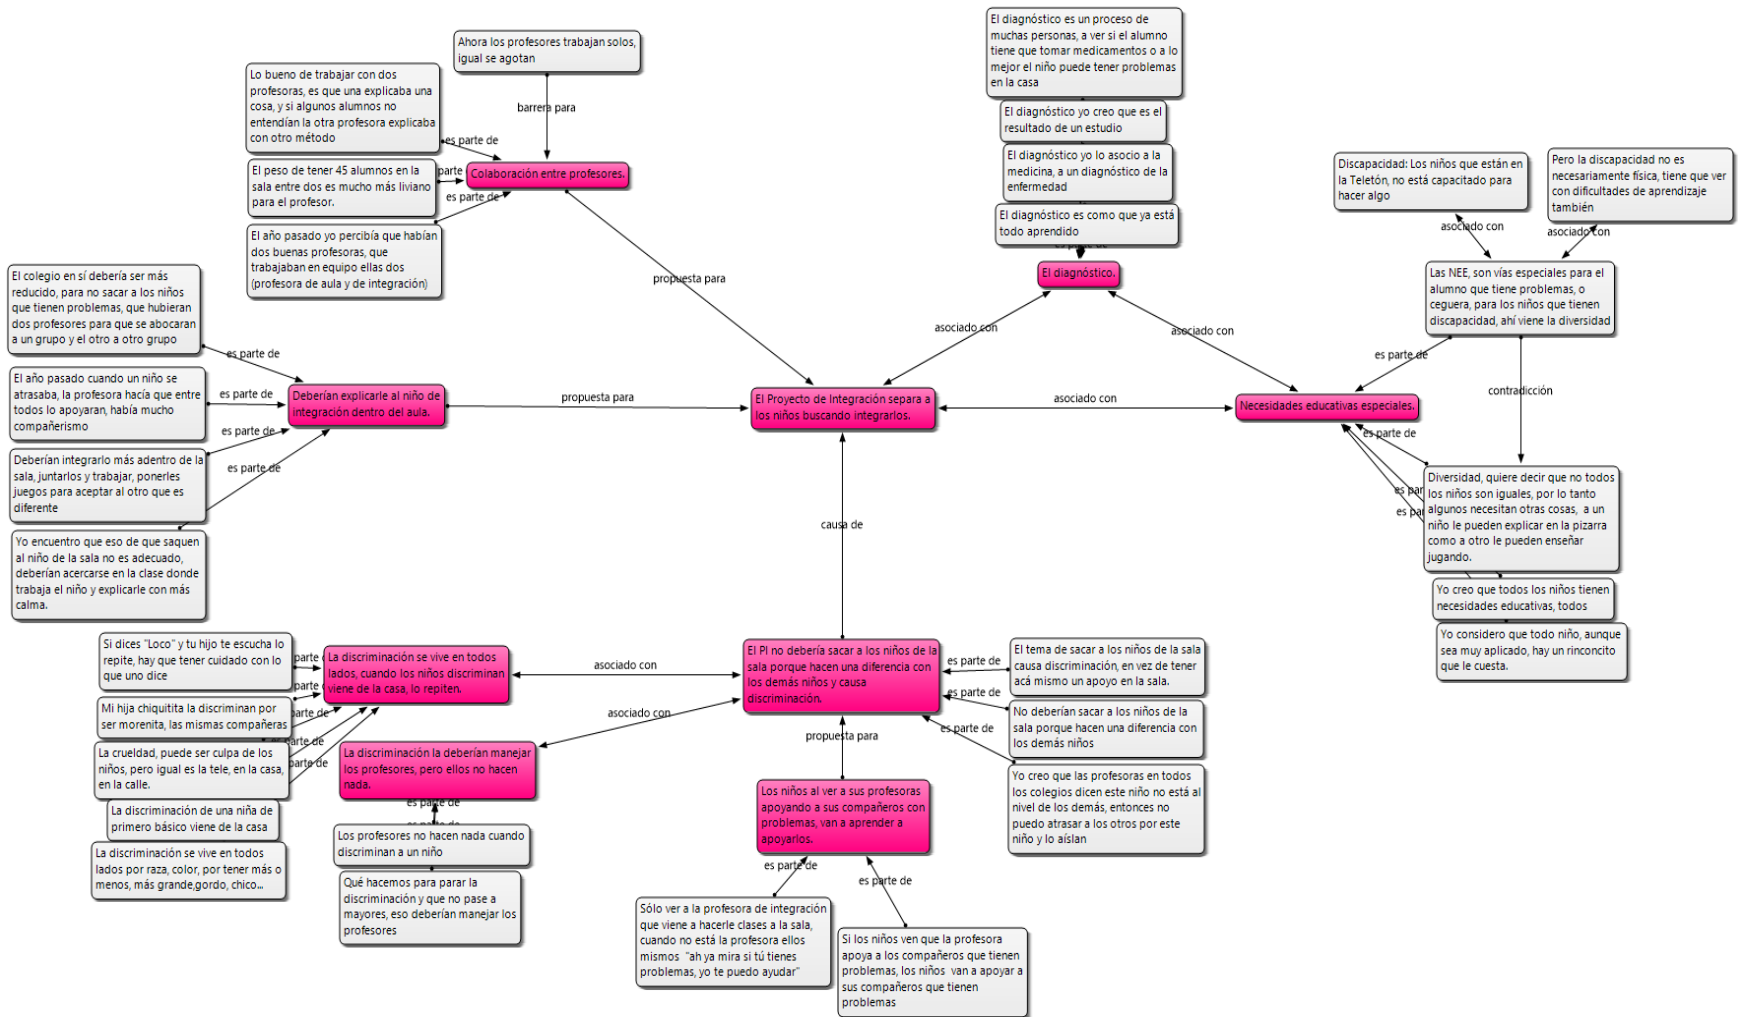 El diagnóstico es un proceso de
muchas personas, a ver si el alumno
tiene que tomar medicamentos o a lo
mejor el niño puede tener problemas
en la casa
Ahora los profesores trabajan solos,
igual se agotan
Lo bueno de trabajar con dos
profesoras, es que una explicaba una
cosa, y si algunos alumnos no
entendían la otra profesora explicaba
con otro método
barrera para
es parte de
El diagnóstico yo creo que es el
resultado de un estudio
El diagnóstico yo lo asocio a la
medicina, a un diagnóstico de la
enfermedad
El diagnóstico es como que ya está
todo aprendido
es parte de
El diagnóstico.
Discapacidad: Los niños que están en
la Teletón, no está capacitado para
hacer algo
Pero la discapacidad no es
necesariamente física, tiene que ver
con dificultades de aprendizaje
también
asociado con
asociado con
El peso de tener 45 alumnos en la
sala entre dos es mucho más liviano
para el profesor.
parte
Colaboración entre profesores.
es parte de
El año pasado yo percibía que habían
dos buenas profesoras, que
trabajaban en equipo ellas dos
(profesora de aula y de integración)
propuesta para
Las NEE, son vías especiales para el
alumno que tiene problemas, o
ceguera, para los niños que tienen
discapacidad, ahí viene la diversidad
asociado con
asociado con
es parte de
contradicción
El colegio en sí debería ser más
reducido, para no sacar a los niños
que tienen problemas, que hubieran
dos profesores para que se abocaran
a un grupo y el otro a otro grupo
es parte de
El año pasado cuando un niño se
atrasaba, la profesora hacía que entre
todos lo apoyaran, había mucho
compañerismo
es parte de
Deberían explicarle al niño de
integración dentro del aula.
propuesta para
El Proyecto de Integración separa a
los niños buscando integrarlos.
asociado con
Necesidades educativas especiales.
es parte de
Deberían integrarlo más adentro de la
sala, juntarlos y trabajar, ponerles
juegos para aceptar al otro que es
diferente
es parte de
es parte de
Yo encuentro que eso de que saquen
al niño de la sala no es adecuado,
deberían acercarse en la clase donde
trabaja el niño y explicarle con más
calma.
Diversidad, quiere decir que no todos
los niños son iguales, por lo tanto
algunos necesitan otras cosas, a un
niño le pueden explicar en la pizarra
como a otro le pueden enseñar
jugando.
es par
es pa
Yo creo que todos los niños tienen
necesidades educativas, todos
Yo considero que todo niño, aunque
sea muy aplicado, hay un rinconcito
que le cuesta.
causa de
Si dices "Loco" y tu hijo te escucha lo
repite, hay que tener cuidado con lo
que uno dice
parte
La discriminación se vive en todos
lados, cuando los niños discriminan
viene de la casa, lo repiten.
asociado con
El PI no debería sacar a los niños de la
sala porque hacen una diferencia con
los demás niños y causa
discriminación.
es parte de
El tema de sacar a los niños de la sala
causa discriminación, en vez de tener
acá mismo un apoyo en la sala.
parte
Mi hija chiquitita la discriminan por
ser morenita, las mismas compañeras
parte de
asociado con
es parte de
No deberían sacar a los niños de la
sala porque hacen una diferencia con
los demás niños
es parte de
es parte de
La crueldad, puede ser culpa de los
niños, pero igual es la tele, en la casa,
en la calle.
parte de
La discriminación la deberían manejar
los profesores, pero ellos no hacen
nada.
propuesta para
Yo creo que las profesoras en todos
los colegios dicen este niño no está al
nivel de los demás, entonces no
puedo atrasar a los otros por este
niño y lo aíslan
La discriminación de una niña de
primero básico viene de la casa
es parte de
es parte de
Los niños al ver a sus profesoras
apoyando a sus compañeros con
problemas, van a aprender a
apoyarlos.
Los profesores no hacen nada cuando
discriminan a un niño
La discriminación se vive en todos
lados por raza, color, por tener más o
menos, más grande,gordo, chico...
Qué hacemos para parar la
discriminación y que no pase a
mayores, eso deberían manejar los
profesores
es parte de
es parte de
Sólo ver a la profesora de integración
que viene a hacerle clases a la sala,
cuando no está la profesora ellos
mismos "ah ya mira si tú tienes
problemas, yo te puedo ayudar"
Si los niños ven que la profesora
apoya a los compañeros que tienen
problemas, los niños van a apoyar a
sus compañeros que tienen
problemas